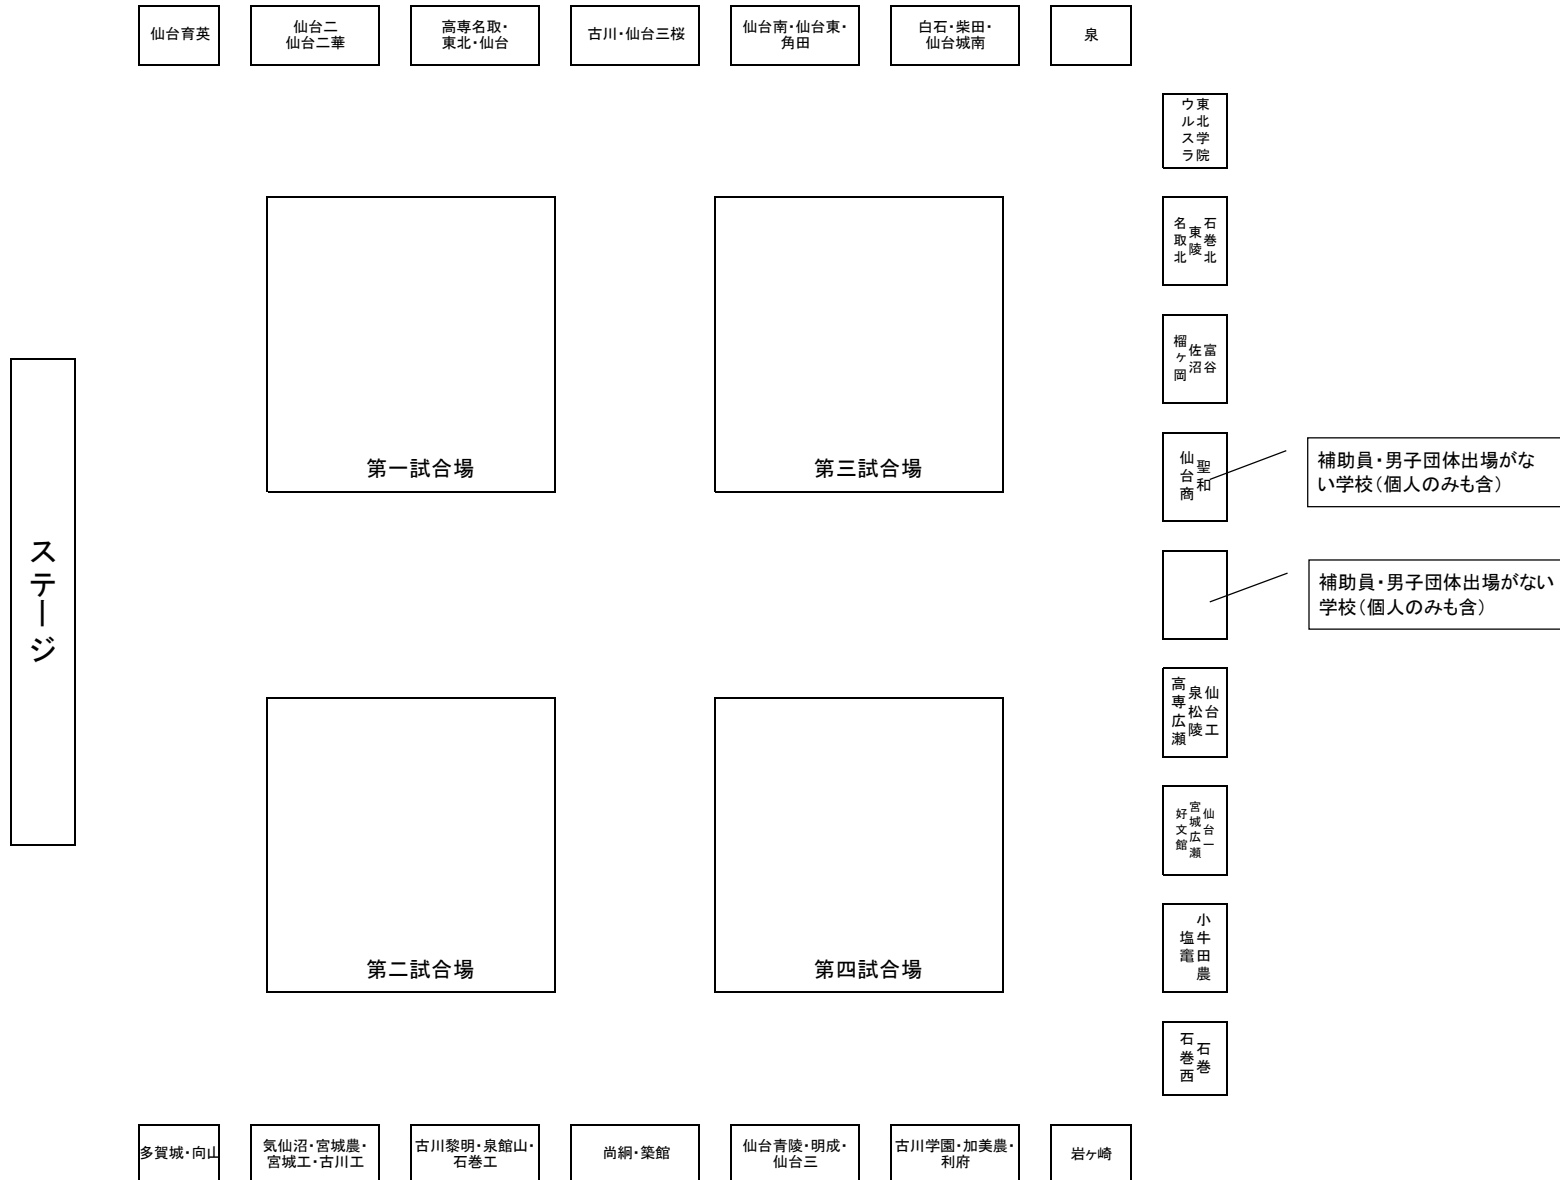 仙台育英
仙台二
仙台二華
高専名取・
東北・仙台
古川・仙台三桜
仙台南・仙台東・
角田
白石・柴田・
仙台城南
泉
東北学院
ウルスラ
石巻北
東陵
名取北
富谷
佐沼
榴ヶ岡
第一試合場
第三試合場
聖和
仙台商
補助員・男子団体出場がな
い学校(個人のみも含)
ステージ
補助員・男子団体出場がない
学校(個人のみも含)
仙台工
泉松陵
高専広瀬
仙台一
宮城広瀬
好文館
第二試合場
第四試合場
小牛田農
塩竈
石巻
石巻西
多賀城・向山
気仙沼・宮城農・
宮城工・古川工
古川黎明・泉館山・
石巻工
尚絅・築館
仙台青陵・明成・
仙台三
古川学園・加美農・
利府
岩ヶ崎